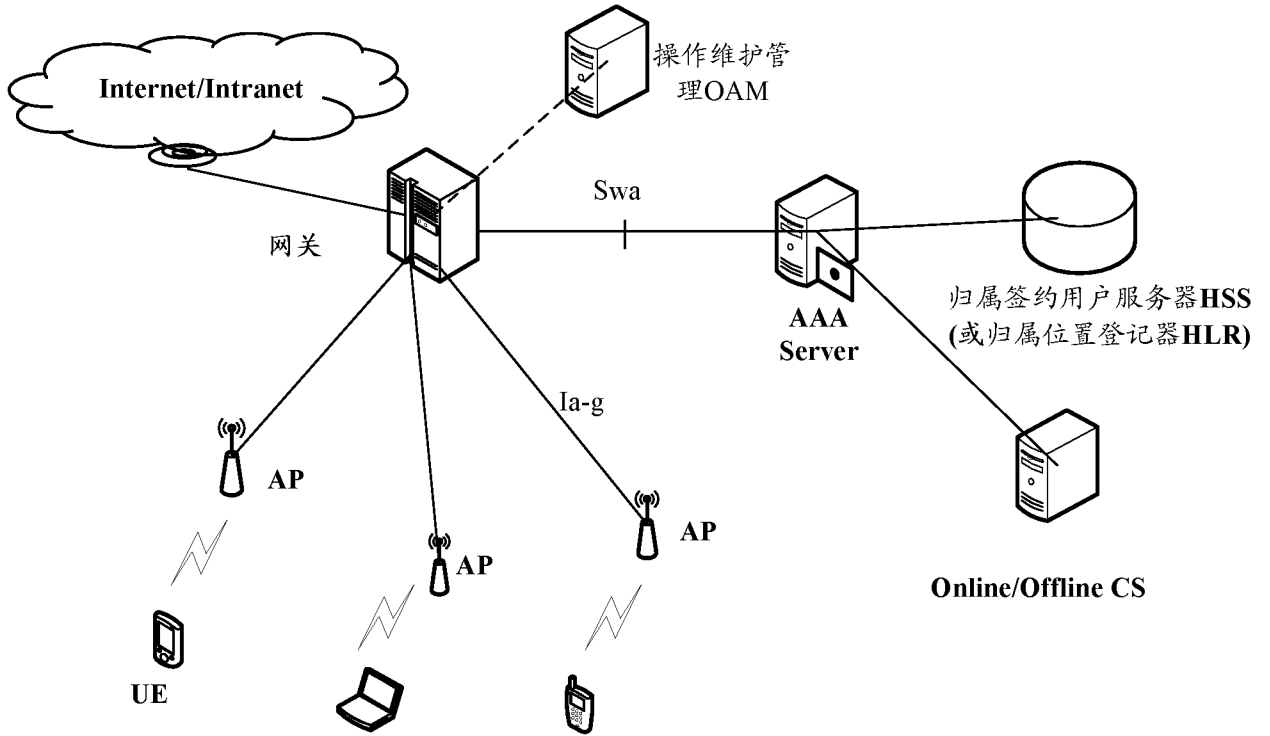 操作维护管
理OAM
Internet/Intranet
Swa
网关
归属签约用户服务器HSS
(或归属位置登记器HLR)
AAA
Server
Ia-g
AP
AP
AP
Online/Offline CS
UE